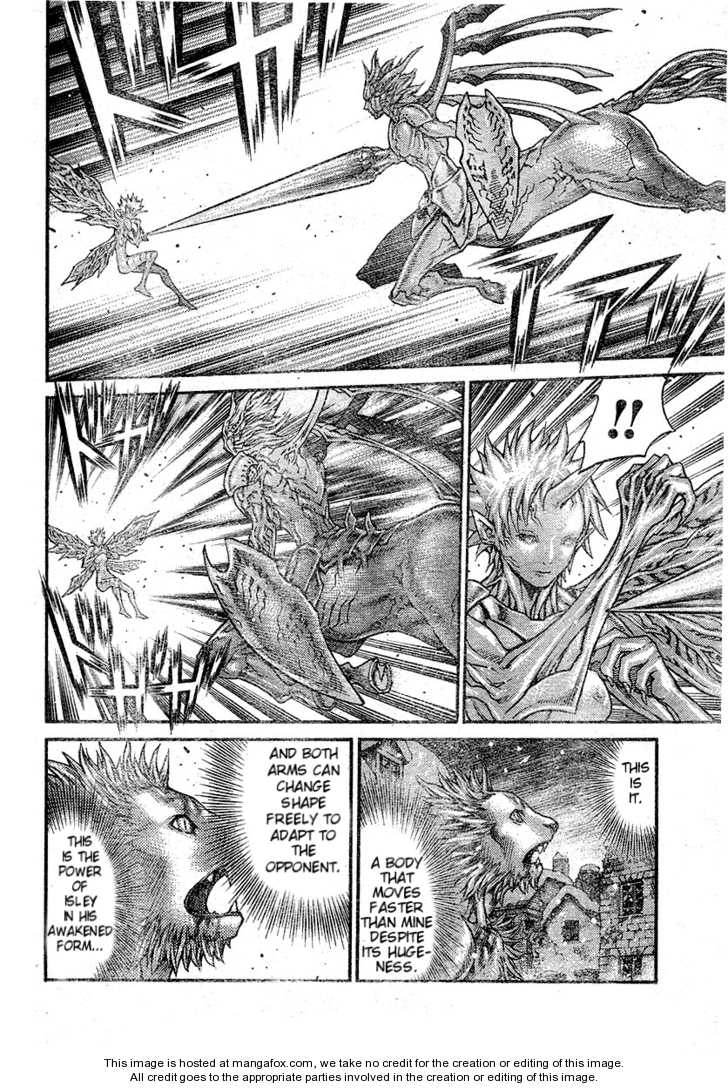 !!
THIS
IS
IT.
A BODY
THAT
MOVES
FASTER
THAN MINE
DESPITE
ITS HUGE-
NESS.
AND BOTH
ARMS CAN
CHANGE
SHAPE
FREELY TO
ADAPT TO
THE
OPPONENT.
THIS
IS THE
POWER
OF
ISLEY
IN HIS
AWAKENED
FORM...
This image is hosted at mangafox.com, we take no credit for the creation or editing of this image.
All credit goes to the appropriate parties involved in the creation and editing of this image.